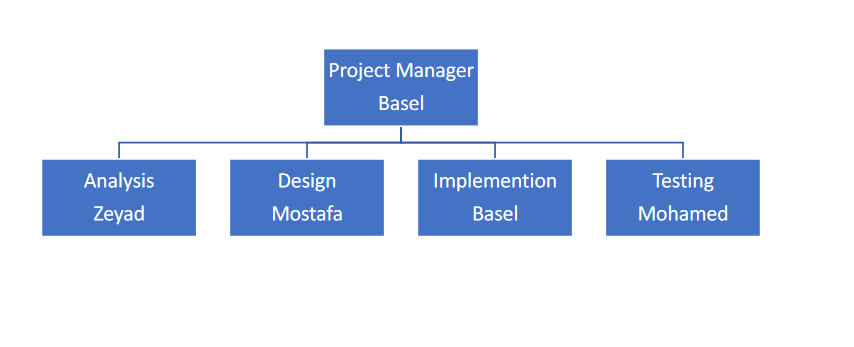 Project Manager
Basel
Analysis
Zeyad
Design
Mostafa
Implemention
Basel
Testing
Mohamed